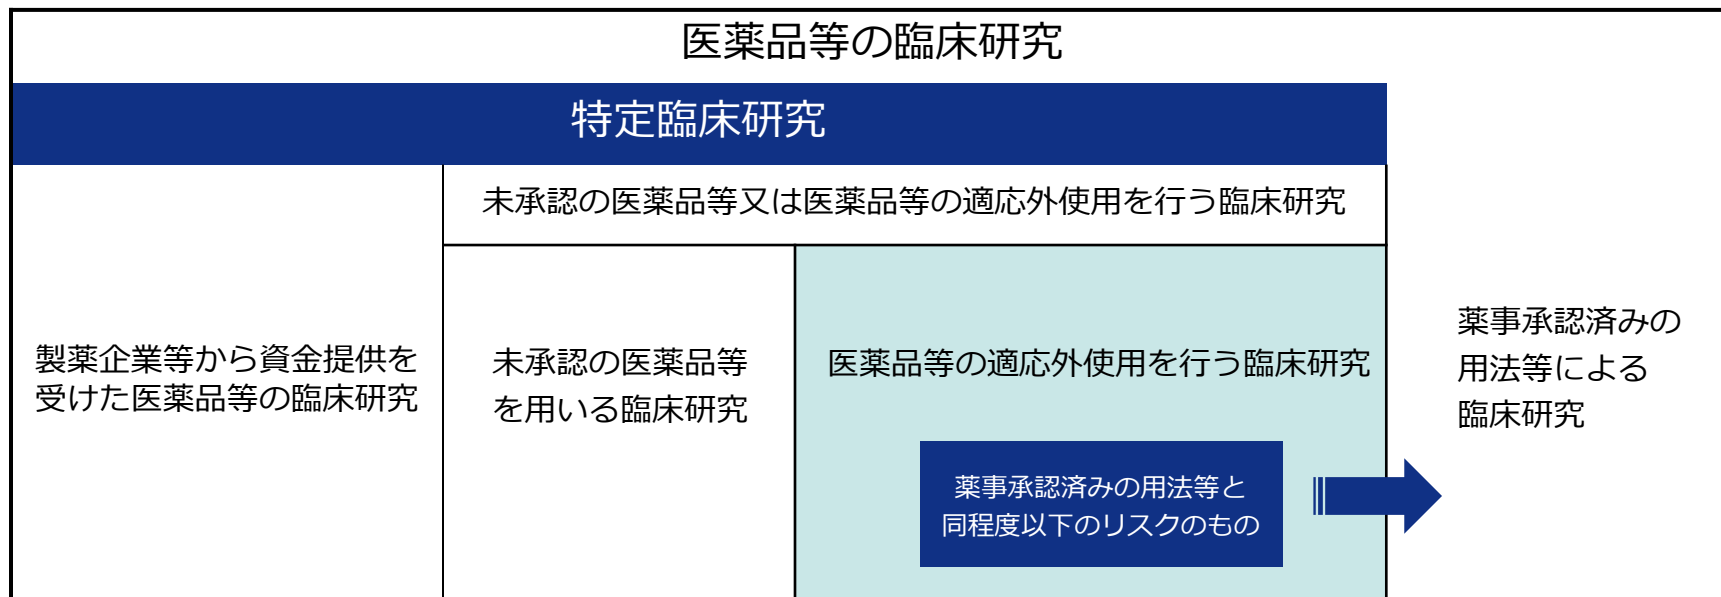 医薬品等の臨床研究
特定臨床研究
未承認の医薬品等又は医薬品等の適応外使用を行う臨床研究
製薬企業等から資金提供を
受けた医薬品等の臨床研究
未承認の医薬品等
を用いる臨床研究
医薬品等の適応外使用を行う臨床研究
薬事承認済みの用法等と
同程度以下のリスクのもの
薬事承認済みの
用法等による
臨床研究